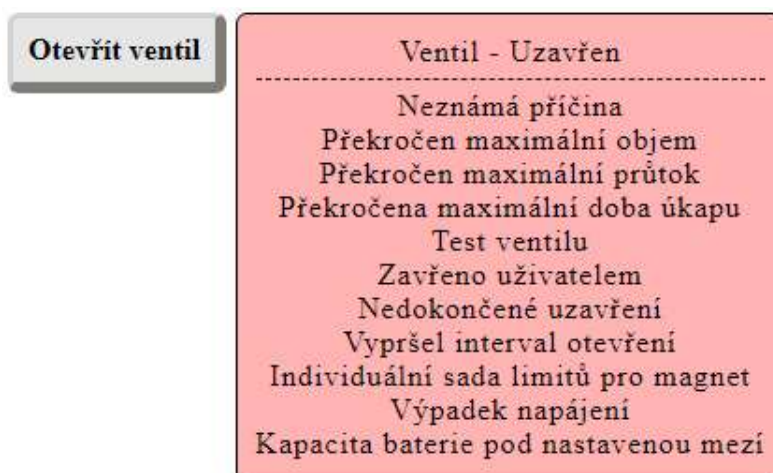 Otevřít ventil
Ventil - Uzavřen
Neznámá příčina
Překročen maximální objem
Překročen maximální průtok
Překročena maximální doba úkapu
Test ventilu
Zavřeno uživatelem
Nedokončené uzavření
Vypršel interval otevření
Individuální sada limitů pro magnet
Výpadek napájení
Kapacita baterie pod nastavenou mezí